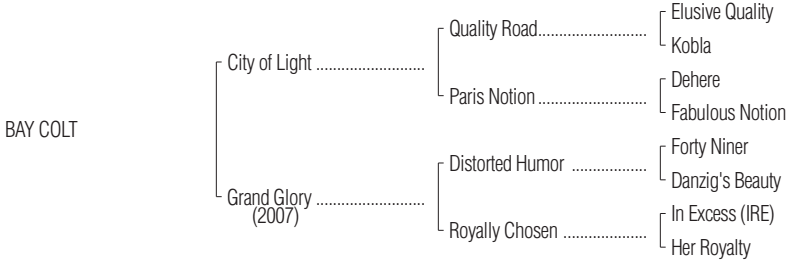 BAY COLT
City of Light ..........................
Grand Glory ..........................
(2007)
Quality Road..........................
Paris Notion ..........................
Distorted Humor ..................
Royally Chosen ....................
Elusive Quality
Kobla
Dehere
Fabulous Notion
Forty Niner
Danzig's Beauty
In Excess (IRE)
Her Royalty